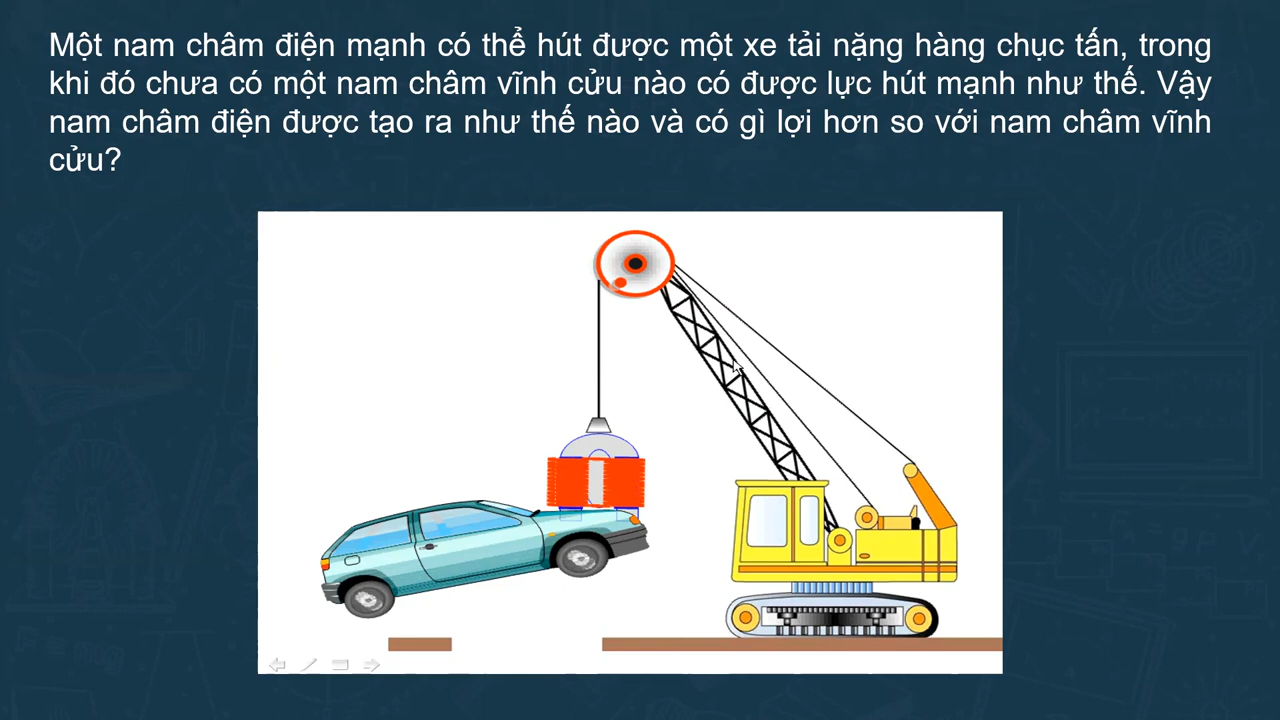 Một nam châm điện mạnh có thể hút được một xe tải nặng hàng chục tấn, trong
khi đó chưa có một nam châm vĩnh cửu nào có được lực hút mạnh như thế. Vậy
nam châm điện được tạo ra như thế nào và có gì lợi hơn so với nam châm vĩnh
cửu?